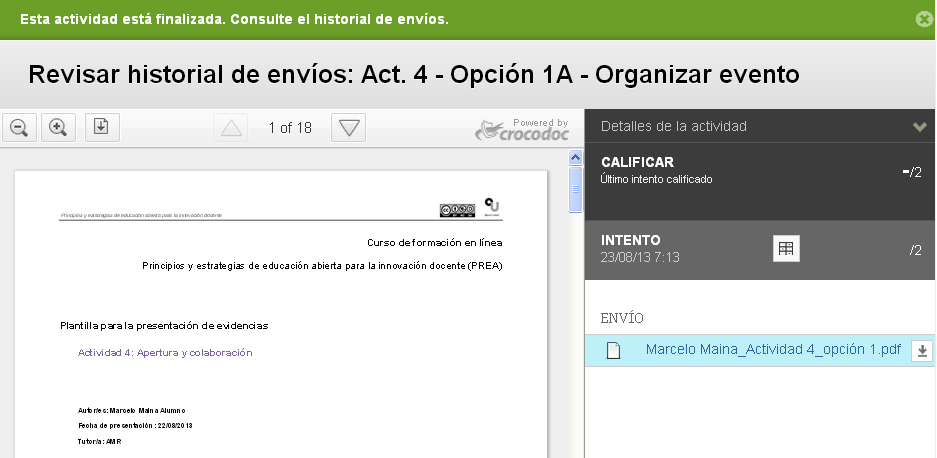 Esta actividad está finalizada. Consulte el historial de envíos.
Revisar historial de envíos: Act. 4 - Opción 1A - Organizar evento
1 of 18
Powered by
crocodoc
Principios y estrategias de educación abierta para la innovación docente
Curso de formación en línea
Principios y estrategias de educación abierta para la innovación docente (PREA)
Plantilla para la presentación de evidencias
Actividad 4: Apertura y colaboración
Autor/es: Marcelo Maina Alumno
Fecha de presentación: 22/08/2013
Tutor/a: AMR
Detalles de la actividad
CALIFICAR
-/2
Último intento calificado
INTENTO
23/08/13 7:13
/2
ENVÍO
Marcelo Maina_Actividad 4_opción 1.pdf